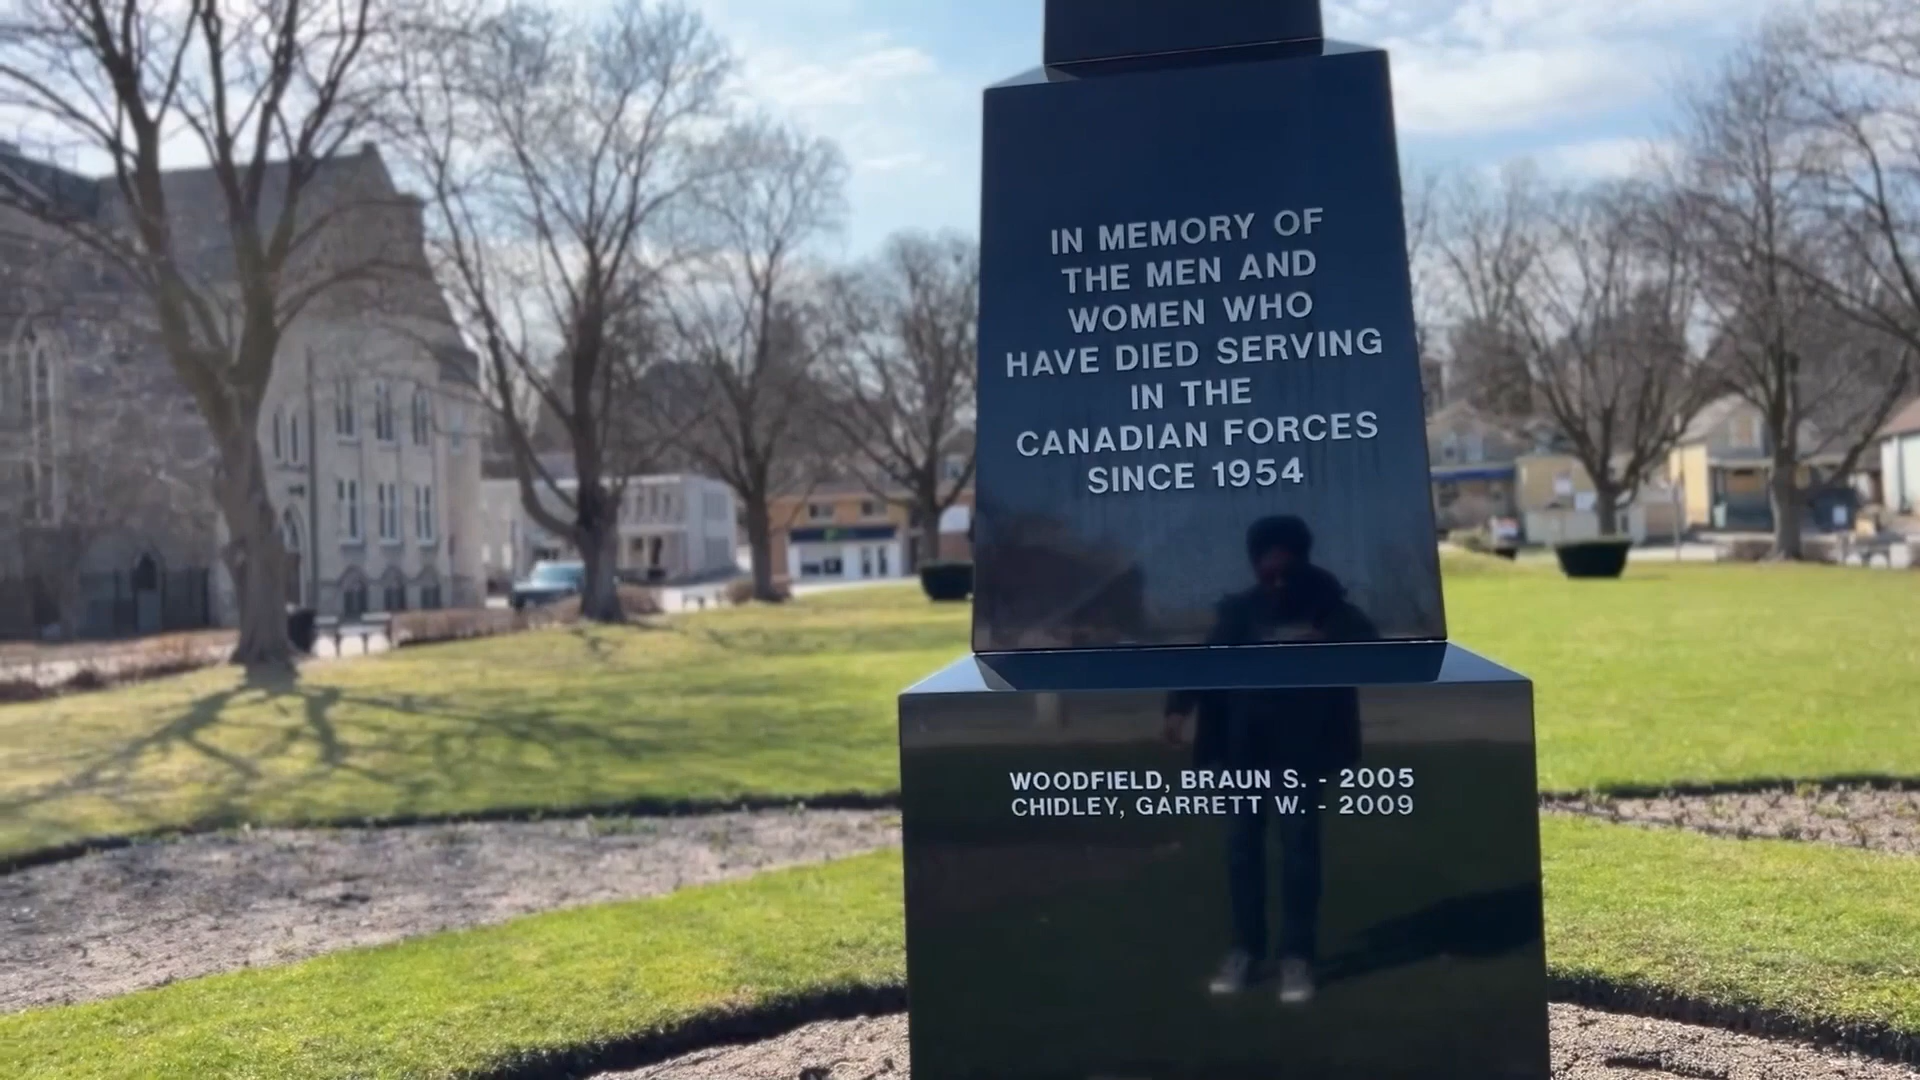 IN MEMORY OF
THE MEN AND
WOMEN WHO
HAVE DIED SERVING
IN THE
CANADIAN FORCES
SINCE 1954
WOODFIELD, BRAUN S. - 2005
CHIDLEY, GARRETT W. - 2009